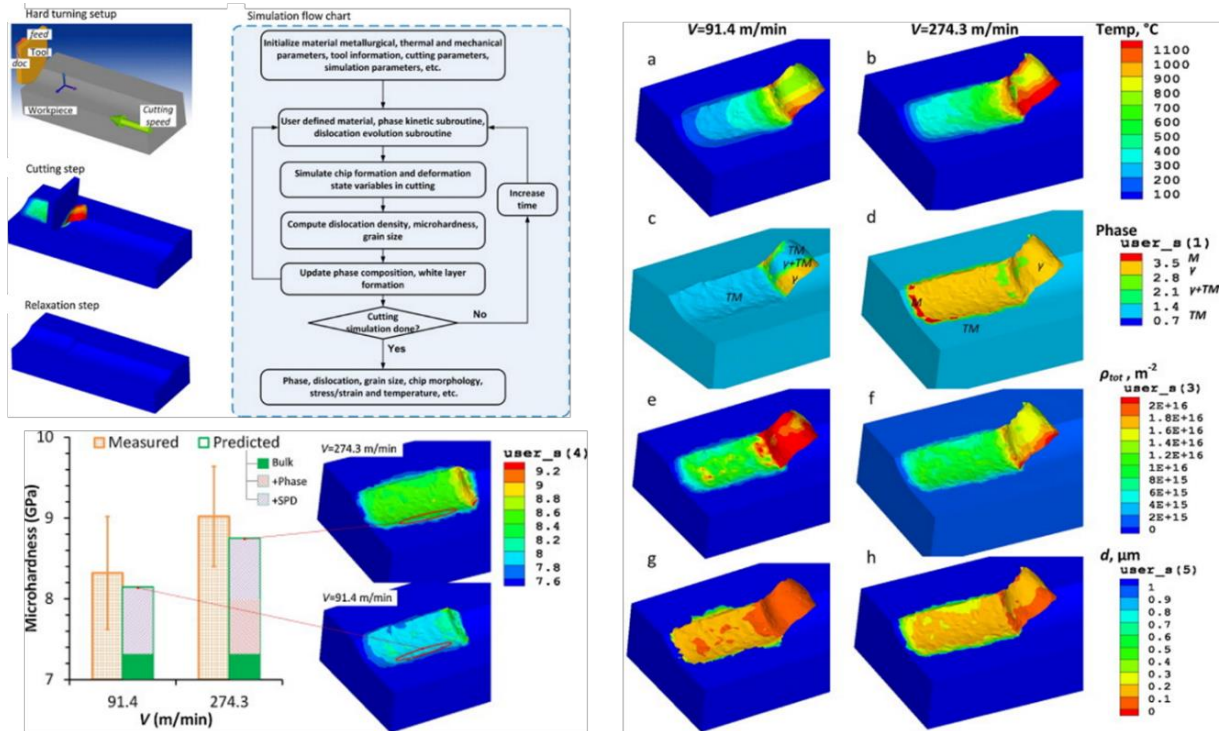 Hard turning setup
feed
Tool
doc
Workpiece
Cutting
speed
Cutting step
Relaxation step
Simulation flow chart
Initialize material metallurgical, thermal and mechanical
parameters, tool information, cutting parameters,
simulation parameters, etc.
User defined material, phase kinetic subroutine,
dislocation evolution subroutine
Simulate chip formation and deformation
state variables in cutting
Increase
time
Compute dislocation density, microhardness,
grain size
Update phase composition, white layer
formation
Cutting
simulation done?
No
Yes
Phase, dislocation, grain size, chip morphology,
stress/strain and temperature, etc.
Microhardness (GPa)
10
9
8
7
Measured
Predicted
Bulk
+Phase
+SPD
91.4
274.3
V (m/min)
V=274.3 m/min
V=91.4 m/min
user_s(4)
9.2
9
8.8
8.6
8.4
8.2
8
7.8
7.6
V=91.4 m/min
V=274.3 m/min
Temp, °C
a
b
1100
1000
900
800
700
600
500
400
300
200
100
c
TM
γ+TM
γ
TM
d
γ
M
TM
Phase
user_s(1)
3.5 M
γ
2.8
2.1 γ+TM
1.4
0.7 TM
e
f
ρtot , m-2
user_s(3)
2E+16
1.8E+16
1.6E+16
1.4E+16
1.2E+16
1E+16
8E+15
6E+15
4E+15
2E+15
0
g
h
d, μm
user_s(5)
1
0.9
0.8
0.7
0.6
0.5
0.4
0.3
0.2
0.1
0